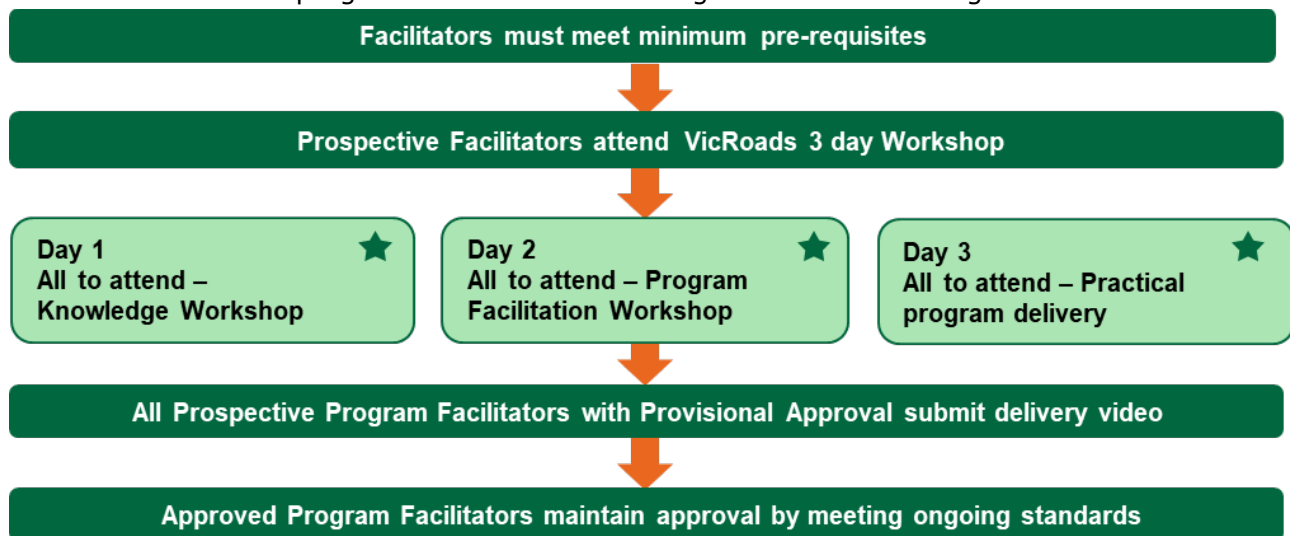 Facilitators must meet minimum pre-requisites
Prospective Facilitators attend VicRoads 3 day Workshop
Day 1
All to attend –
Knowledge Workshop
Day 2
All to attend – Program
Facilitation Workshop
Day 3
All to attend – Practical
program delivery
All Prospective Program Facilitators with Provisional Approval submit delivery video
Approved Program Facilitators maintain approval by meeting ongoing standards